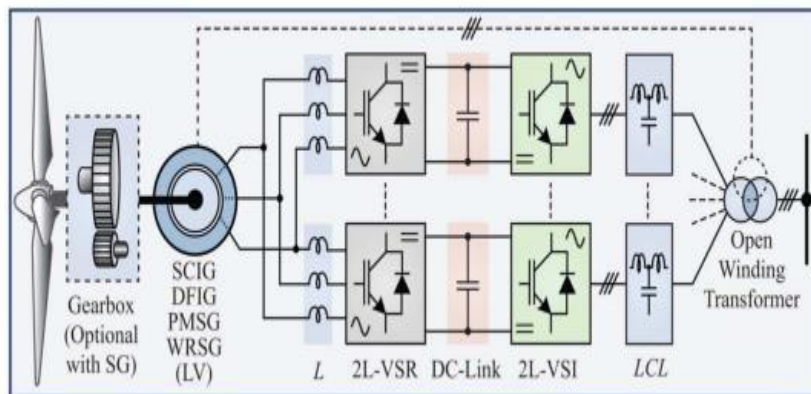 Gearbox
(Optional
with SG)
SCIG
DFIG
PMSG
WRSG
(LV)
L
2L-VSR
DC-Link
2L-VSI
LCL
Open
Winding
Transformer